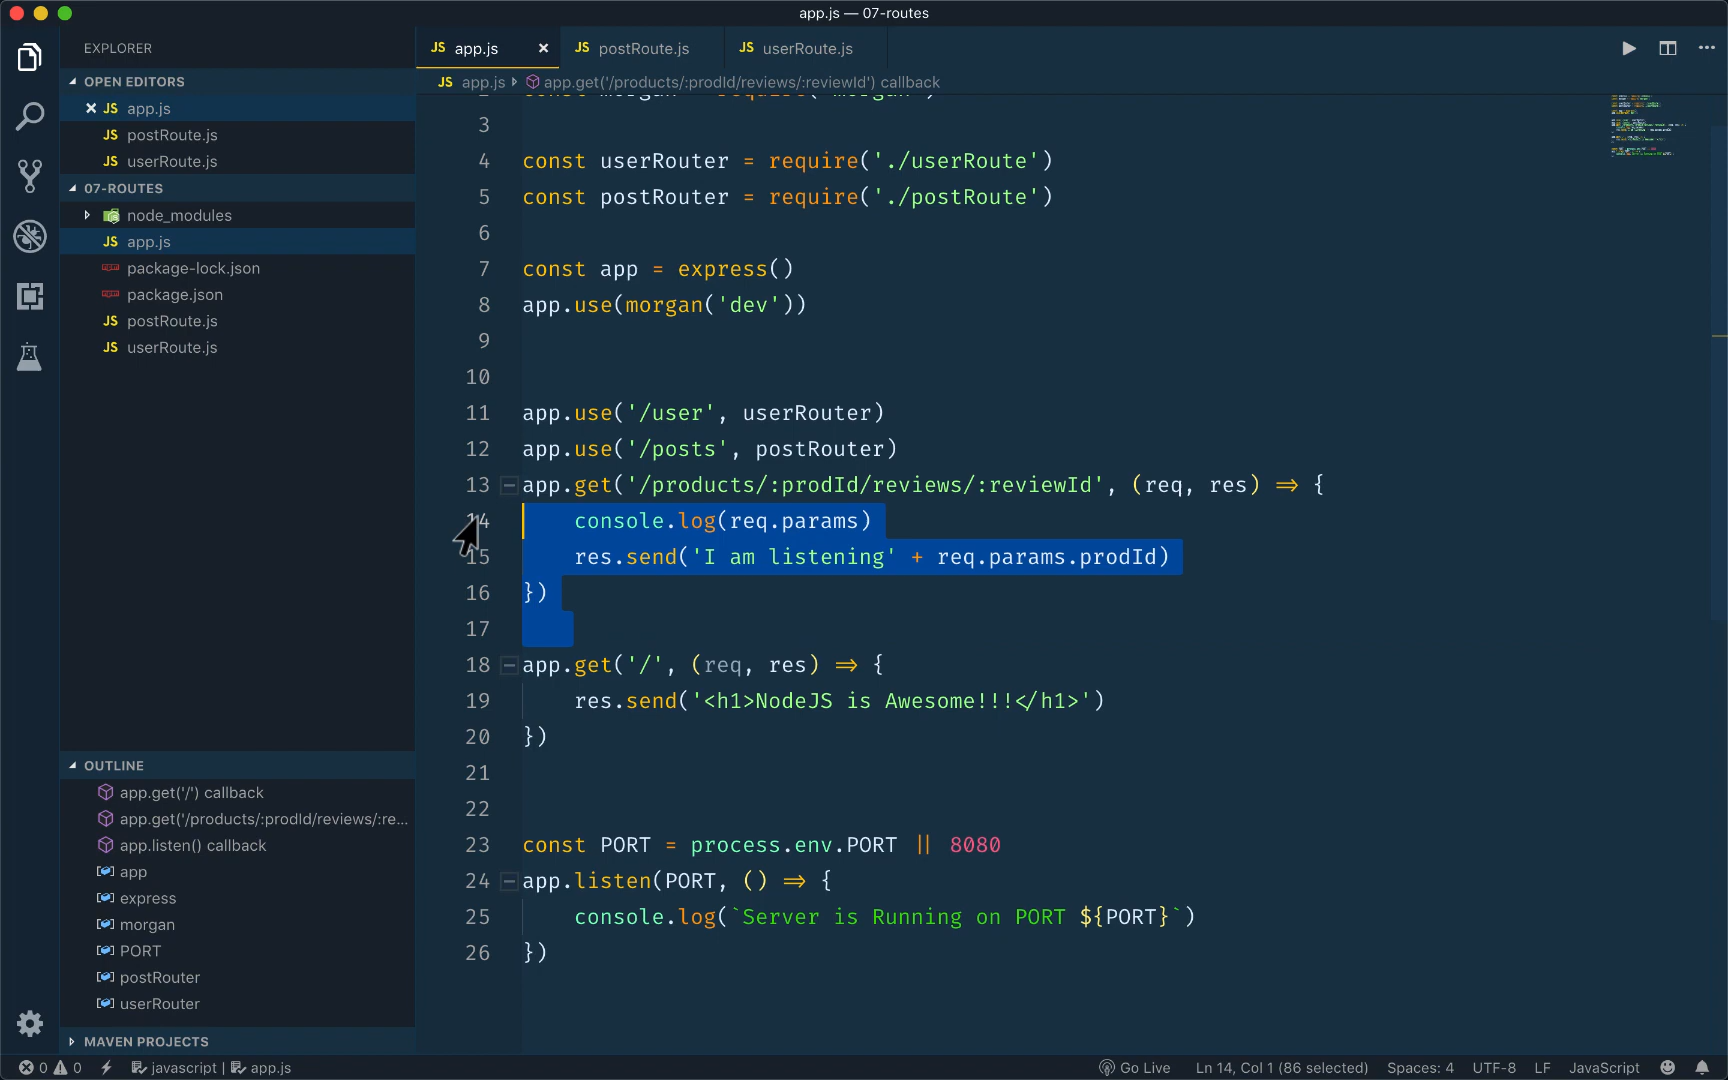 app.js — 07-routes
EXPLORER
OPEN EDITORS
JS app.js
JS postRoute.js
JS userRoute.js
07-ROUTES
node_modules
JS app.js
package-lock.json
package.json
JS postRoute.js
JS userRoute.js
OUTLINE
app.get('/') callback
app.get('/products/:prodId/reviews/:re...
app.listen() callback
app
express
morgan
PORT
postRouter
userRouter
MAVEN PROJECTS
JS app.js
JS postRoute.js
JS userRoute.js
JS app.js app.get('/products/:prodId/reviews/:reviewId') callback
3
4 const userRouter = require('./userRoute')
5 const postRouter = require('./postRoute')
6
7 const app = express()
8 app.use(morgan('dev'))
9
10
11 app.use('/user', userRouter)
12 app.use('/posts', postRouter)
13 app.get('/products/:prodId/reviews/:reviewId', (req, res) => {
14 console.log(req.params)
15 res.send('I am listening' + req.params.prodId)
16 })
17
18 app.get('/', (req, res) => {
19 res.send('<h1>NodeJS is Awesome!!!</h1>')
20 })
21
22
23 const PORT = process.env.PORT || 8080
24 app.listen(PORT, () => {
25 console.log(`Server is Running on PORT ${PORT}`)
26 })
0 0 javascript | app.js Go Live Ln 14, Col 1 (86 selected) Spaces: 4 UTF-8 LF JavaScript